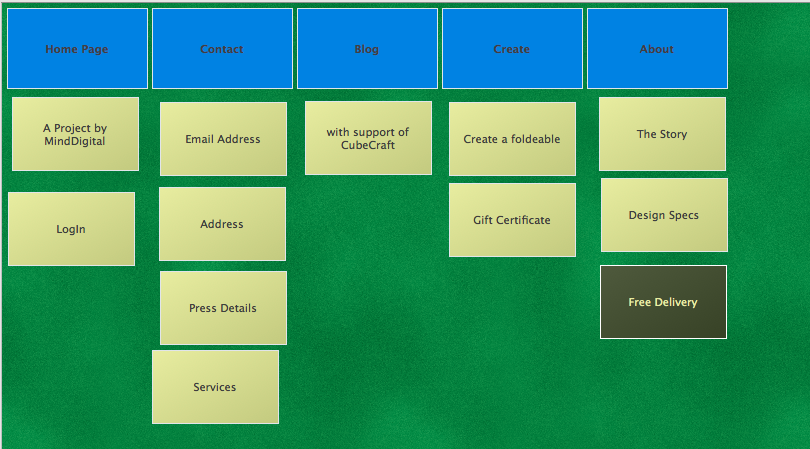 Home Page
Contact
Blog
Create
About
A Project by
MindDigital
LogIn
Email Address
Address
Press Details
Services
with support of
CubeCraft
Create a foldeable
Gift Certificate
The Story
Design Specs
Free Delivery